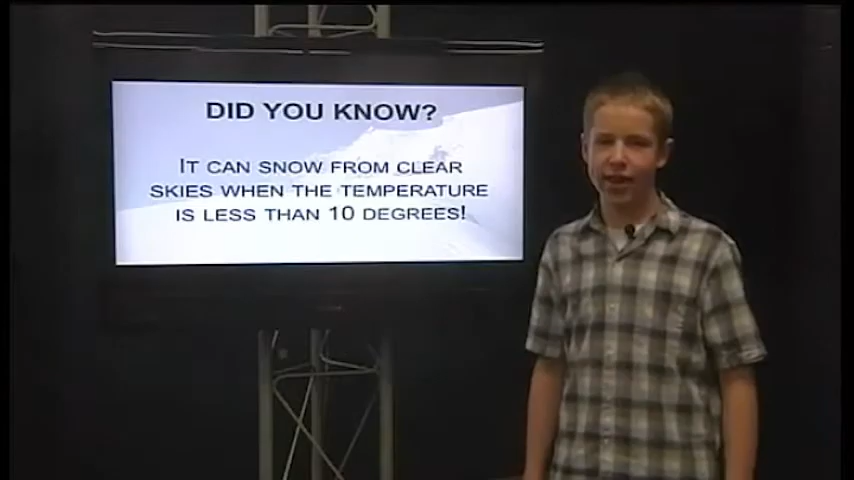 DID YOU KNOW?
IT CAN SNOW FROM CLEAR
SKIES WHEN THE TEMPERATURE
IS LESS THAN 10 DEGREES!